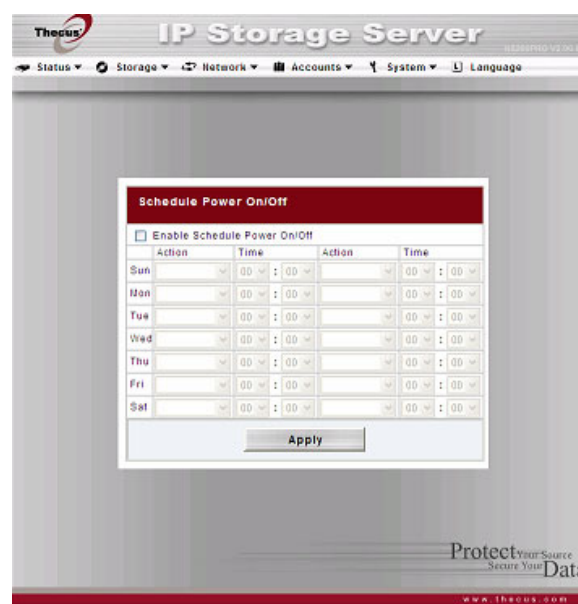 Thecus
IP Storage Server
Status Storage Network Accounts System Language
Schedule Power On/Off
Enable Schedule Power On/Off
Action Time Action Time
Sun 00 : 00 00 : 00
Mon 00 : 00 00 : 00
Tue 00 : 00 00 : 00
Wed 00 : 00 00 : 00
Thu 00 : 00 00 : 00
Fri 00 : 00 00 : 00
Sat 00 : 00 00 : 00
Apply
Protect Your Source
Secure Your Data
www.thecus.com